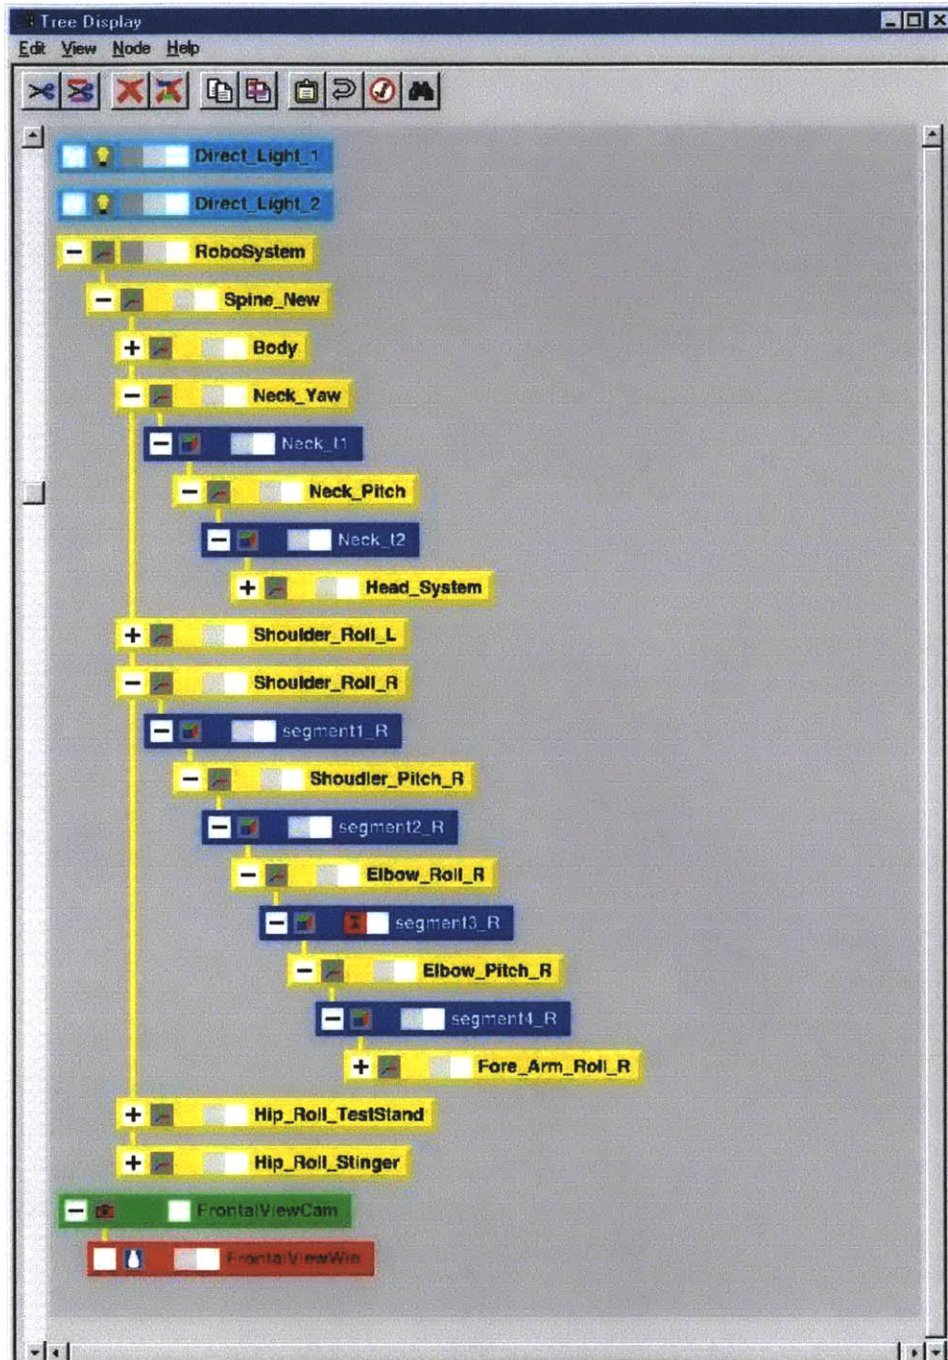 Tree Display
Edit View Node Help
Direct_Light_1
Direct_Light_2
RoboSystem
Spine_New
Body
Neck_Yaw
Neck_t1
Neck_Pitch
Neck_t2
Head_System
Shoulder_Roll_L
Shoulder_Roll_R
segment1_R
Shoudler_Pitch_R
segment2_R
Elbow_Roll_R
segment3_R
Elbow_Pitch_R
segment4_R
Fore_Arm_Roll_R
Hip_Roll_TestStand
Hip_Roll_Stinger
FrontalViewCam
FrontalViewWin